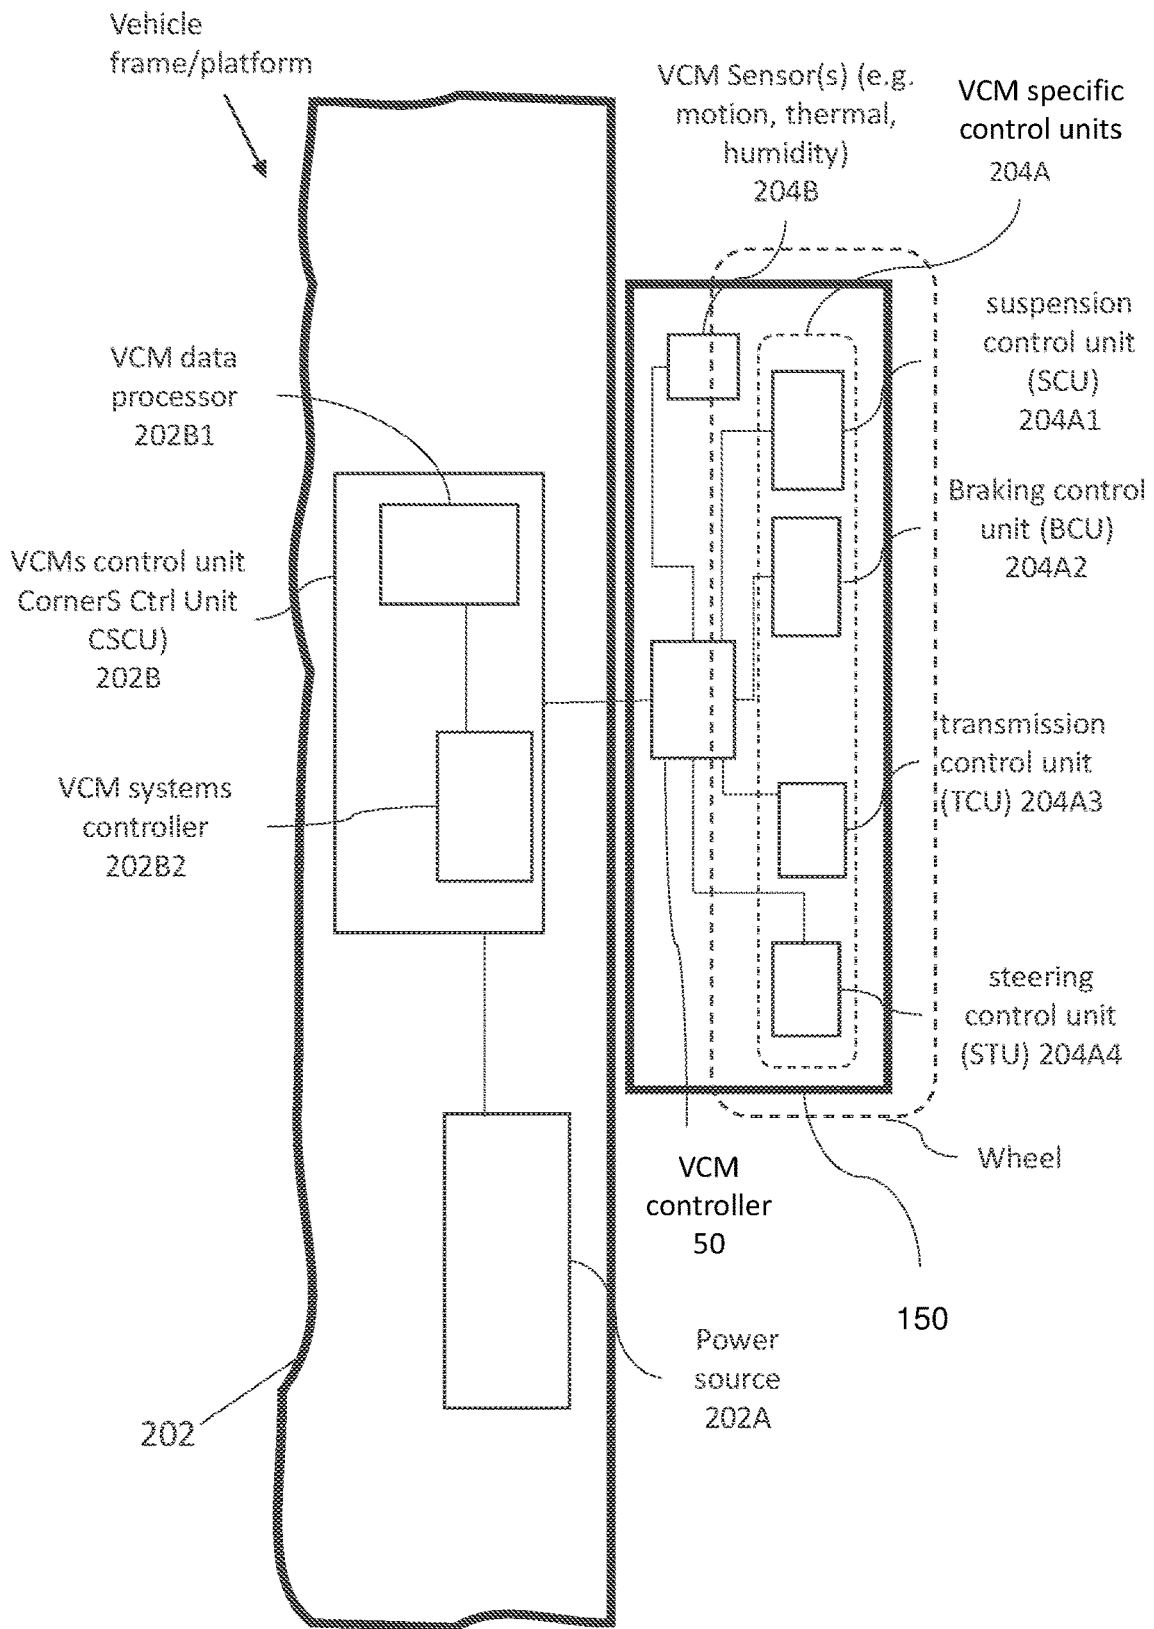 Vehicle
frame/platform
VCM Sensor(s) (e.g.
motion, thermal,
humidity)
204B
VCM specific
control units
204A
suspension
control unit
(SCU)
204A1
VCM data
processor
202B1
Braking control
unit (BCU)
204A2
VCMs control unit
CornerS Ctrl Unit
CSCU)
202B
transmission
control unit
(TCU) 204A3
VCM systems
controller
202B2
steering
control unit
(STU) 204A4
Wheel
VCM
controller
50
150
Power
source
202A
202